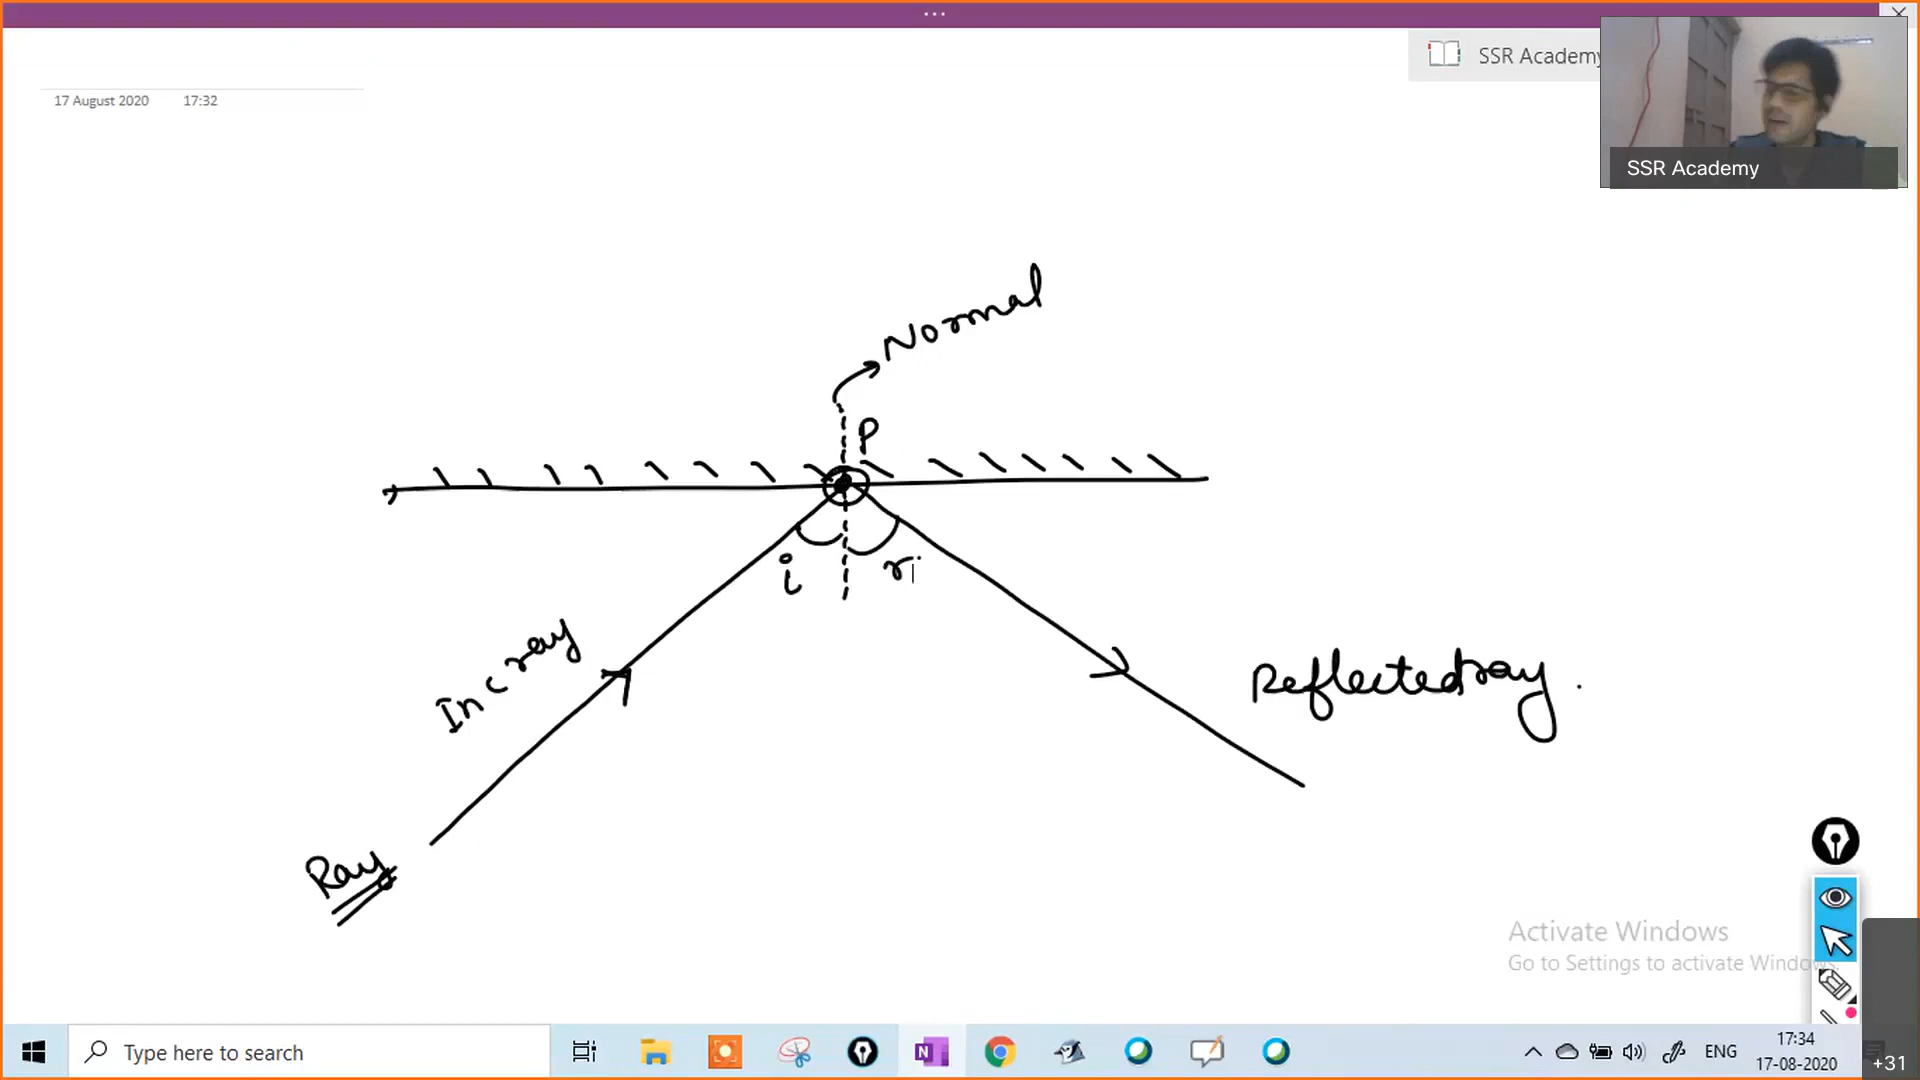 SSR Academy
SSR Academy
17 August 2020 17:32
Normal
P
i
r
Inc ray
Reflected ray.
Ray
Activate Windows
Go to Settings to activate Windows.
Type here to search
ENG
17:34
17-08-2020
+31